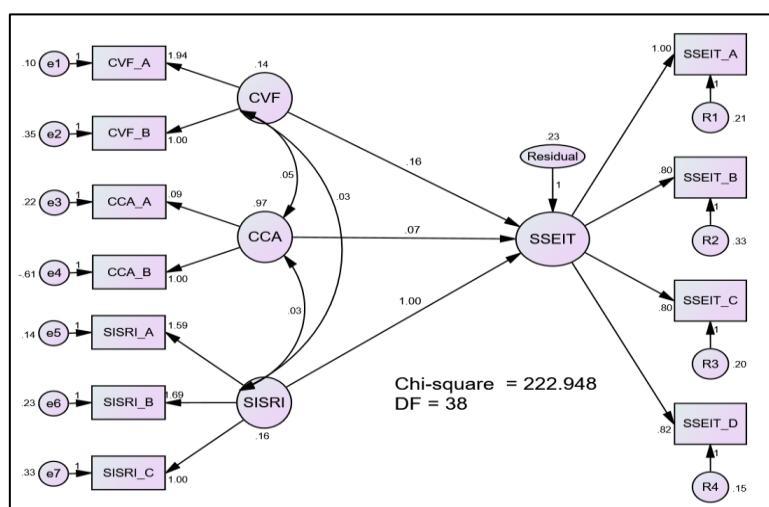 .10 e1 1 CVF_A 1.94
.14
CVF
.35 e2 1 CVF_B 1.00
.22 e3 1 CCA_A .09
.97
CCA
-.61 e4 1 CCA_B 1.00
.14 e5 1 SISRI_A 1.59
.23 e6 1 SISRI_B 1.69
SISRI
.16
.33 e7 1 SISRI_C 1.00
.05
.03
.03
.16
.07
1.00
.23
Residual
1
SSEIT
1.00 SSEIT_A
1
R1 .21
.80 SSEIT_B
1
R2 .33
.80 SSEIT_C
1
R3 .20
.82 SSEIT_D
1
R4 .15
Chi-square = 222.948
DF = 38